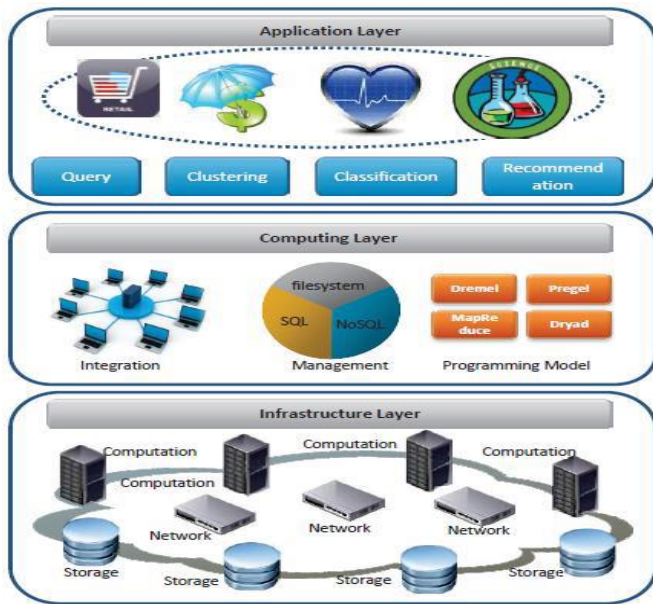 Application Layer
RETAIL
SCIENCE
Query
Clustering
Classification
Recommend
ation
Computing Layer
filesystem
SQL
NoSQL
Dremel
Pregel
MapRe
duce
Dryad
Integration
Management
Programming Model
Infrastructure Layer
Computation
Computation
Computation
Computation
Network
Network
Network
Storage
Storage
Storage
Storage